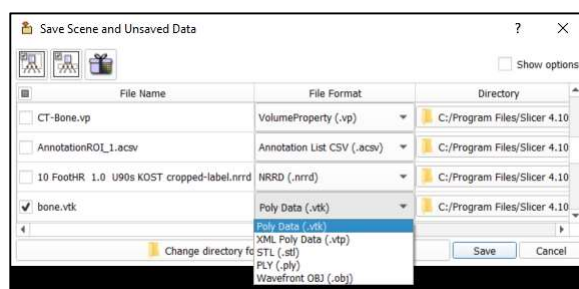 Save Scene and Unsaved Data
Show options
File Name File Format Directory
CT-Bone.vp VolumeProperty (.vp) C:/Program Files/Slicer 4.10
AnnotationROI_1.acsv Annotation List CSV (.acsv) C:/Program Files/Slicer 4.10
10 FootHR 1.0 U90s KOST cropped-label.nrrd NRRD (.nrrd) C:/Program Files/Slicer 4.10
bone.vtk Poly Data (.vtk) C:/Program Files/Slicer 4.10
Poly Data (.vtk)
XML Poly Data (.vtp)
STL (.stl)
PLY (.ply)
Wavefront OBJ (.obj)
Change directory fo
Save Cancel